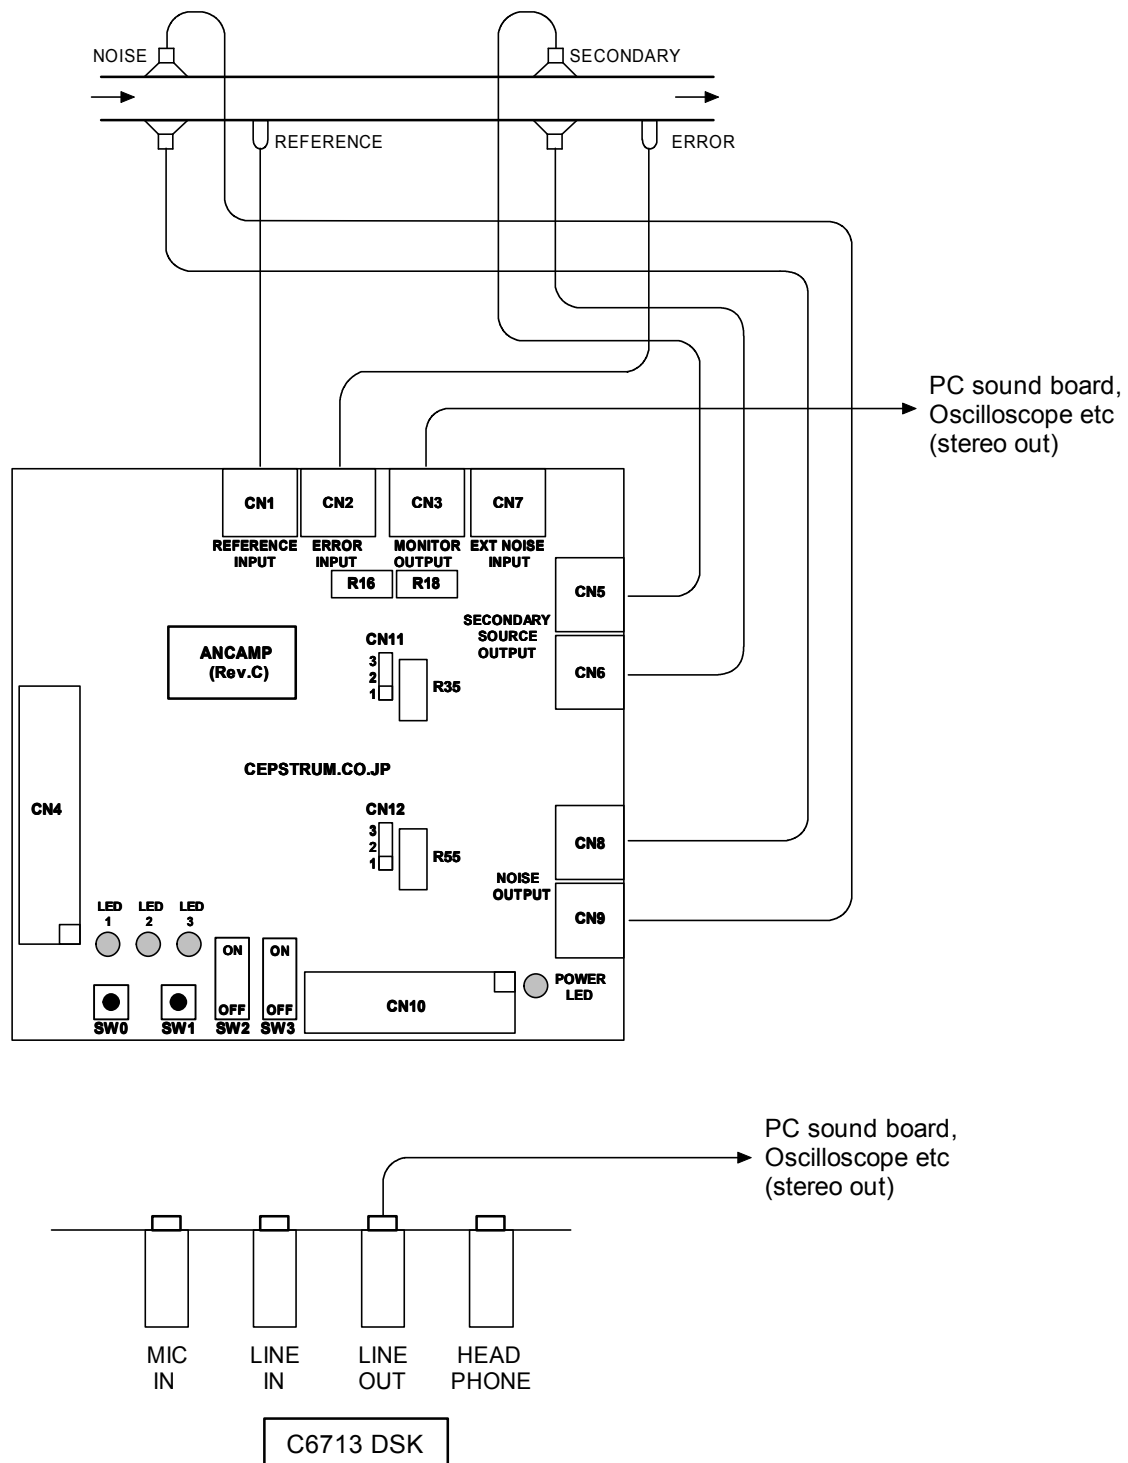 NOISE
SECONDARY
REFERENCE
ERROR
PC sound board,
Oscilloscope etc
(stereo out)
CN1
CN2
CN3
CN7
REFERENCE
INPUT
ERROR
INPUT
MONITOR
OUTPUT
EXT NOISE
INPUT
R16
R18
CN5
SECONDARY
SOURCE
OUTPUT
CN6
ANCAMP
(Rev.C)
CN11
3
2
1
R35
CEPSTRUM.CO.JP
CN4
CN12
3
2
1
R55
CN8
NOISE
OUTPUT
CN9
LED
1
LED
2
LED
3
ON
OFF
ON
OFF
SW0
SW1
SW2
SW3
CN10
POWER
LED
PC sound board,
Oscilloscope etc
(stereo out)
MIC
IN
LINE
IN
LINE
OUT
HEAD
PHONE
C6713 DSK